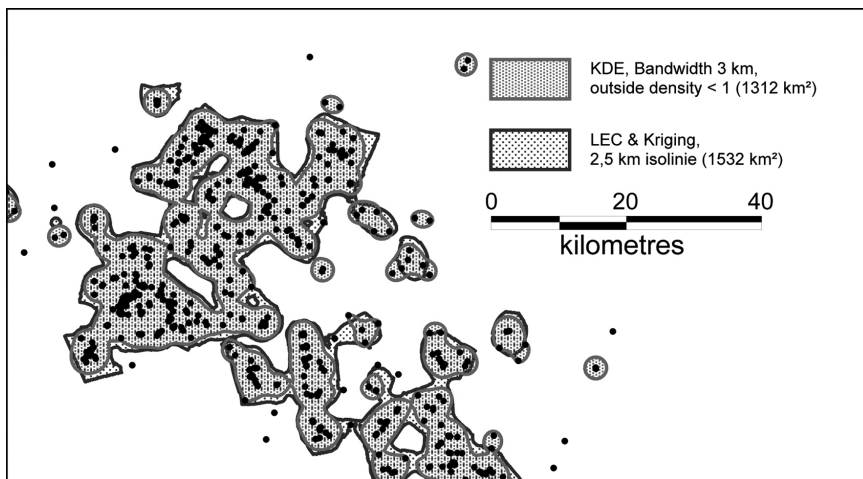 KDE, Bandwidth 3 km,
outside density < 1 (1312 km²)
LEC & Kriging,
2,5 km isolinie (1532 km²)
0 20 40
kilometres